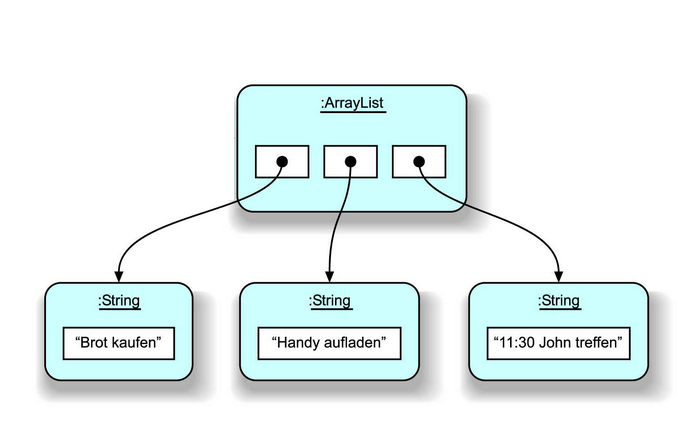 :ArrayList
:String
“Brot kaufen”
:String
“Handy aufladen”
:String
“11:30 John treffen”